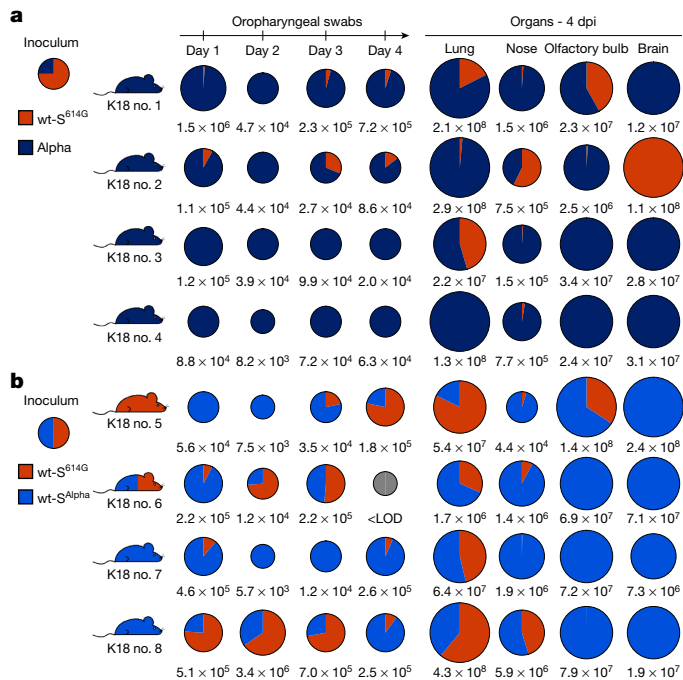 a
Oropharyngeal swabs
Organs - 4 dpi
Inoculum
Day 1 Day 2 Day 3 Day 4 Lung Nose Olfactory bulb Brain
K18 no. 1
wt-S^614G
Alpha
1.5 × 10⁶ 4.7 × 10⁴ 2.3 × 10⁵ 7.2 × 10⁵ 2.1 × 10⁸ 1.5 × 10⁶ 2.3 × 10⁷ 1.2 × 10⁷
K18 no. 2
1.1 × 10⁵ 4.4 × 10⁴ 2.7 × 10⁴ 8.6 × 10⁴ 2.9 × 10⁸ 7.5 × 10⁵ 2.5 × 10⁶ 1.1 × 10⁸
K18 no. 3
1.2 × 10⁵ 3.9 × 10⁴ 9.9 × 10⁴ 2.0 × 10⁴ 2.2 × 10⁷ 1.5 × 10⁵ 3.4 × 10⁷ 2.8 × 10⁷
K18 no. 4
8.8 × 10⁴ 8.2 × 10³ 7.2 × 10⁴ 6.3 × 10⁴ 1.3 × 10⁸ 7.7 × 10⁵ 2.4 × 10⁷ 3.1 × 10⁷
b
Inoculum
K18 no. 5
5.6 × 10⁴ 7.5 × 10³ 3.5 × 10⁴ 1.8 × 10⁵ 5.4 × 10⁷ 4.4 × 10⁴ 1.4 × 10⁸ 2.4 × 10⁸
wt-S^614G
wt-S^Alpha
K18 no. 6
2.2 × 10⁵ 1.2 × 10⁴ 2.2 × 10⁵ <LOD 1.7 × 10⁶ 1.4 × 10⁶ 6.9 × 10⁷ 7.1 × 10⁷
K18 no. 7
4.6 × 10⁵ 5.7 × 10³ 1.2 × 10⁴ 2.6 × 10⁵ 6.4 × 10⁷ 1.9 × 10⁶ 7.2 × 10⁷ 7.3 × 10⁶
K18 no. 8
5.1 × 10⁵ 3.4 × 10⁶ 7.0 × 10⁵ 2.5 × 10⁵ 4.3 × 10⁸ 5.9 × 10⁶ 7.9 × 10⁷ 1.9 × 10⁷